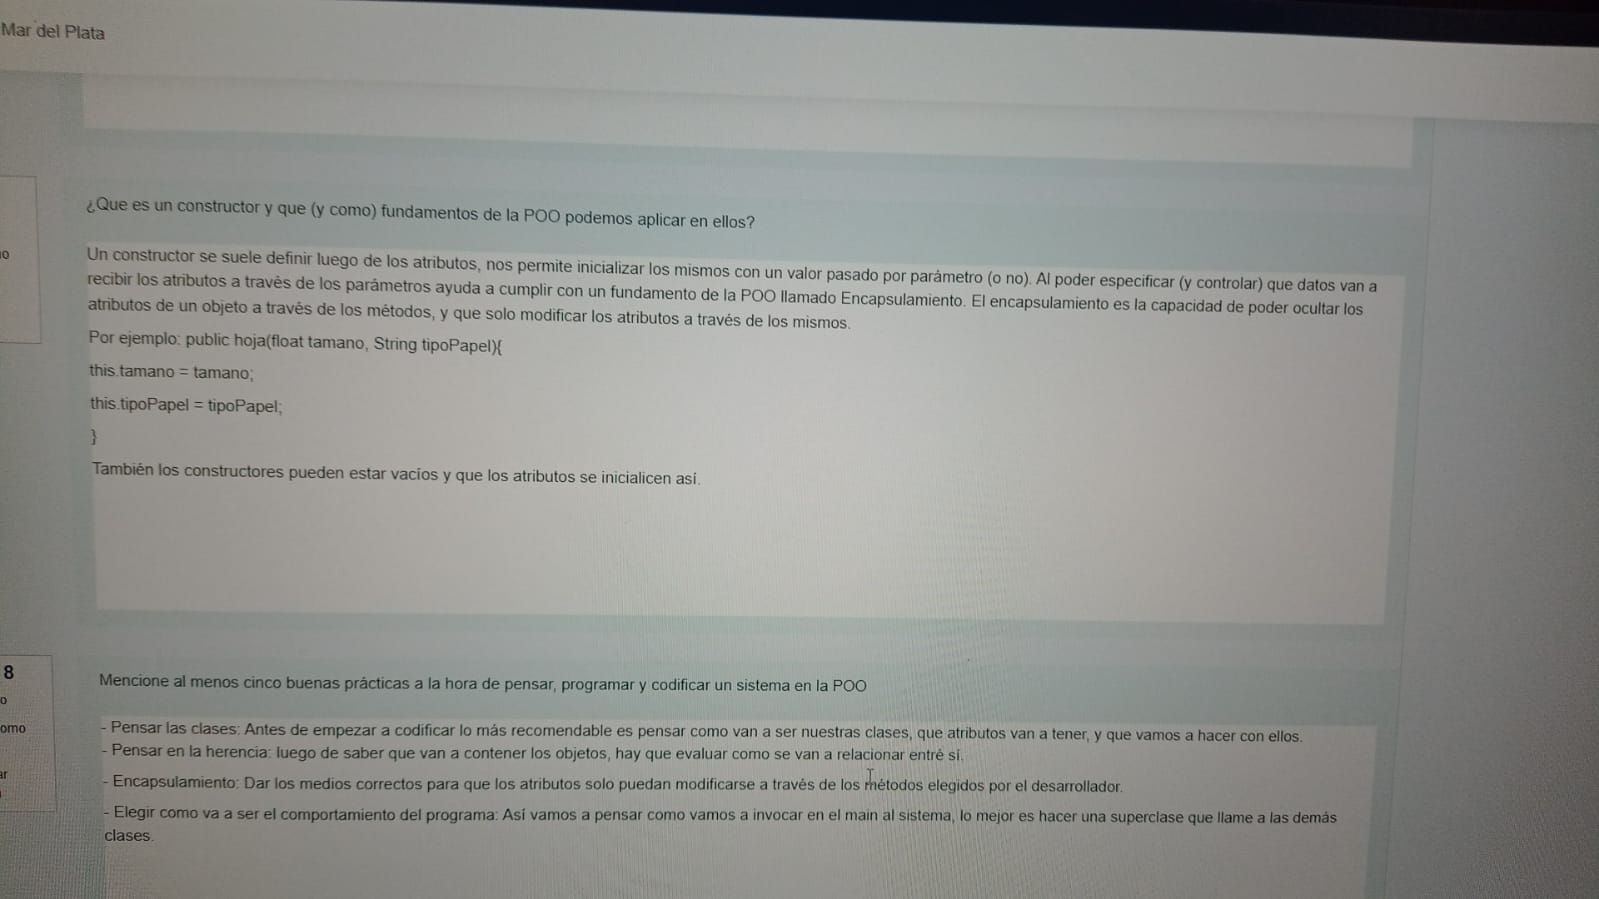 Mar del Plata
¿Que es un constructor y que (y como) fundamentos de la POO podemos aplicar en ellos?
Un constructor se suele definir luego de los atributos, nos permite inicializar los mismos con un valor pasado por parámetro (o no). Al poder especificar (y controlar) que datos van a
recibir los atributos a través de los parámetros ayuda a cumplir con un fundamento de la POO llamado Encapsulamiento. El encapsulamiento es la capacidad de poder ocultar los
atributos de un objeto a través de los métodos, y que solo modificar los atributos a través de los mismos.
Por ejemplo: public hoja(float tamano, String tipoPapel){
this.tamano = tamano;
this.tipoPapel = tipoPapel;
}
También los constructores pueden estar vacíos y que los atributos se inicialicen así.
8
Mencione al menos cinco buenas prácticas a la hora de pensar, programar y codificar un sistema en la POO
- Pensar las clases: Antes de empezar a codificar lo más recomendable es pensar como van a ser nuestras clases, que atributos van a tener, y que vamos a hacer con ellos.
- Pensar en la herencia: luego de saber que van a contener los objetos, hay que evaluar como se van a relacionar entré sí.
- Encapsulamiento: Dar los medios correctos para que los atributos solo puedan modificarse a través de los métodos elegidos por el desarrollador.
- Elegir como va a ser el comportamiento del programa: Así vamos a pensar como vamos a invocar en el main al sistema, lo mejor es hacer una superclase que llame a las demás
clases.